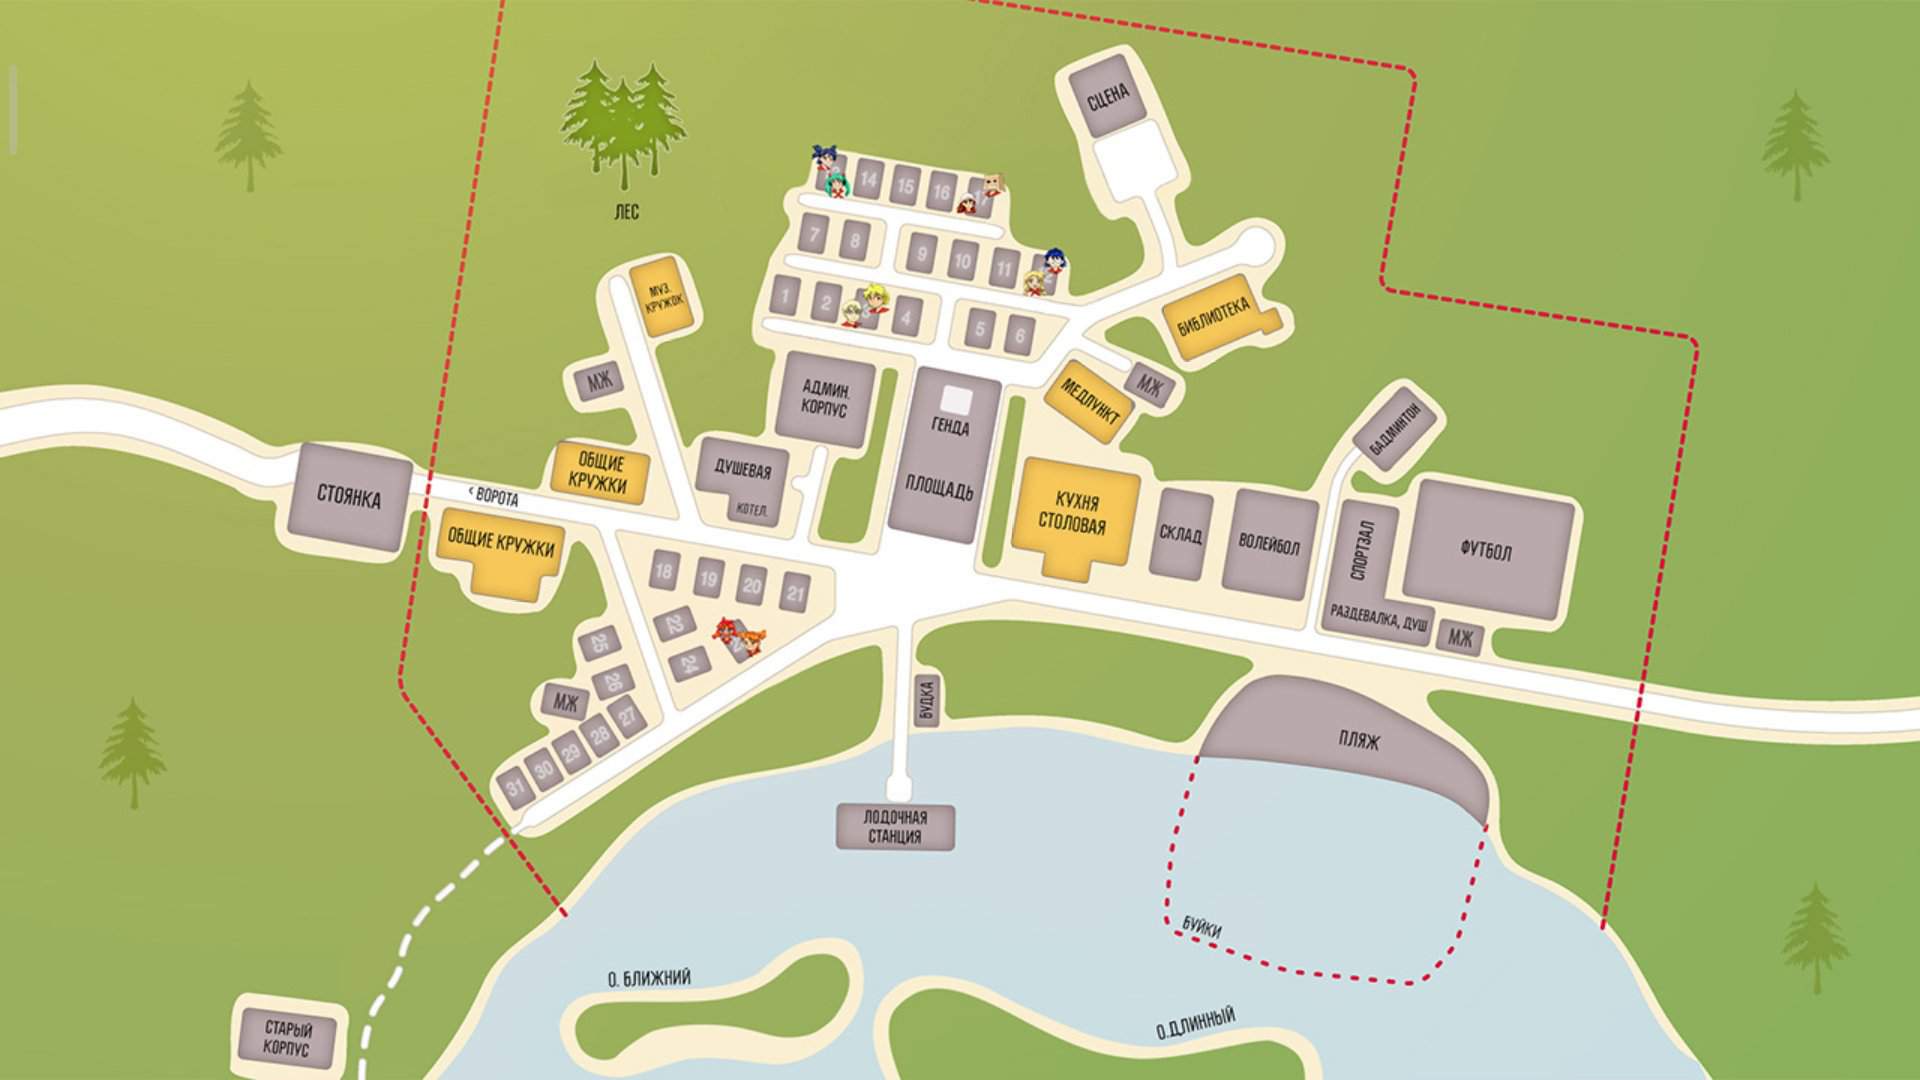 СЦЕНА
ЛЕС
14
15
16
17
7
8
9
10
11
1
2
4
5
6
МУЗ.
КРУЖОК
БИБЛИОТЕКА
МЖ
АДМИН.
КОРПУС
ГЕНДА
ПЛОЩАДЬ
МЕДПУНКТ
МЖ
БАДМИНТОН
СТОЯНКА
< ВОРОТА
ОБЩИЕ
КРУЖКИ
ОБЩИЕ КРУЖКИ
ДУШЕВАЯ
КОТЕЛ.
КУХНЯ
СТОЛОВАЯ
СКЛАД
ВОЛЕЙБОЛ
СПОРТЗАЛ
РАЗДЕВАЛКА, ДУШ
ФУТБОЛ
МЖ
18
19
20
21
22
24
25
26
27
28
29
30
31
МЖ
БУДКА
ПЛЯЖ
ЛОДОЧНАЯ
СТАНЦИЯ
БУЙКИ
О. БЛИЖНИЙ
О.ДЛИННЫЙ
СТАРЫЙ
КОРПУС